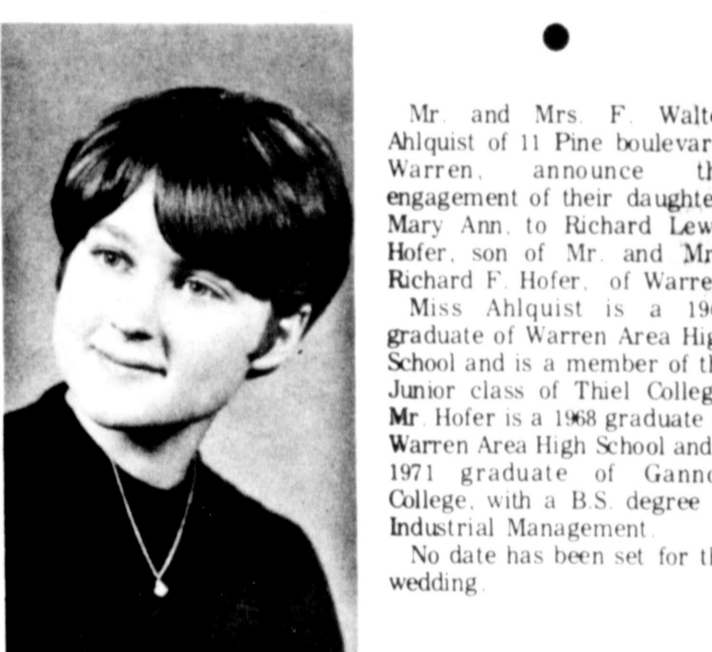 Mr. and Mrs. F. Walte
Ahlquist of 11 Pine boulevar
Warren, announce th
engagement of their daughte
Mary Ann, to Richard Lew
Hofer, son of Mr. and Mr
Richard F. Hofer, of Warre
Miss Ahlquist is a 196
graduate of Warren Area Hig
School and is a member of th
Junior class of Thiel Colleg
Mr. Hofer is a 1968 graduate
Warren Area High School and
1971 graduate of Ganno
College, with a B.S. degree
Industrial Management.
No date has been set for th
wedding.